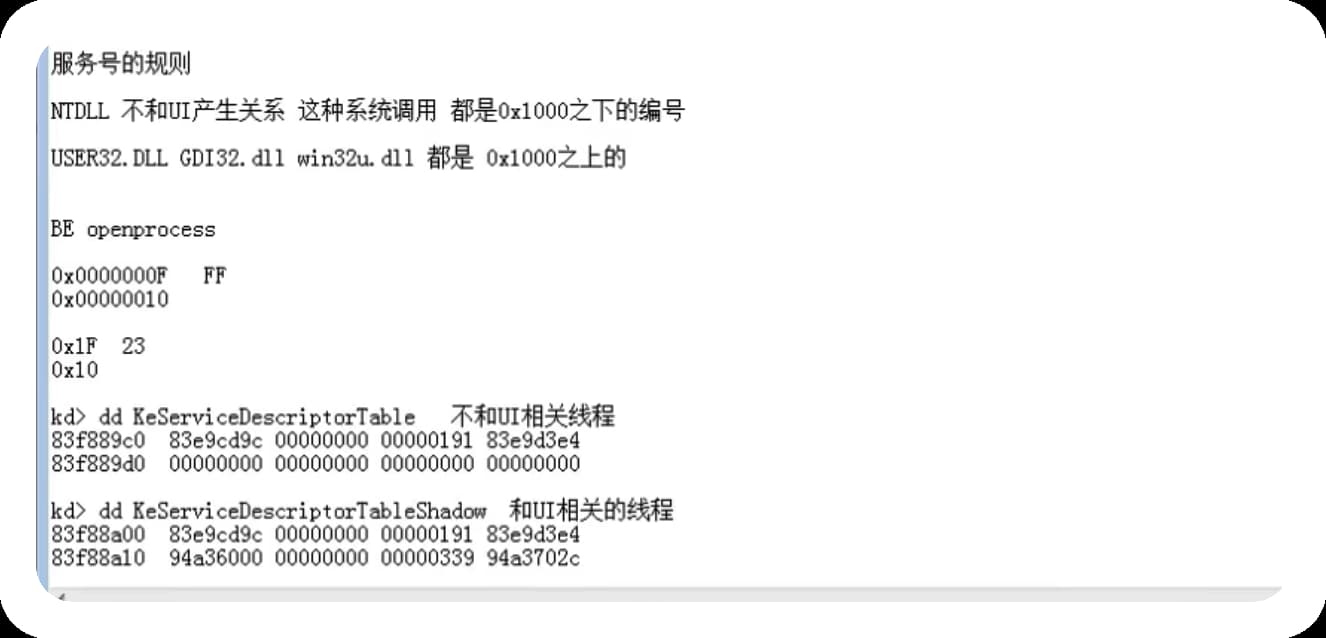 服务号的规则
NTDLL 不和UI产生关系 这种系统调用 都是0x1000之下的编号
USER32.DLL GDI32.dll win32u.dll 都是 0x1000之上的
BE openprocess
0x0000000F FF
0x00000010
0x1F 23
0x10
kd> dd KeServiceDescriptorTable 不和UI相关线程
83f889c0 83e9cd9c 00000000 00000191 83e9d3e4
83f889d0 00000000 00000000 00000000 00000000
kd> dd KeServiceDescriptorTableShadow 和UI相关的线程
83f88a00 83e9cd9c 00000000 00000191 83e9d3e4
83f88a10 94a36000 00000000 00000339 94a3702c